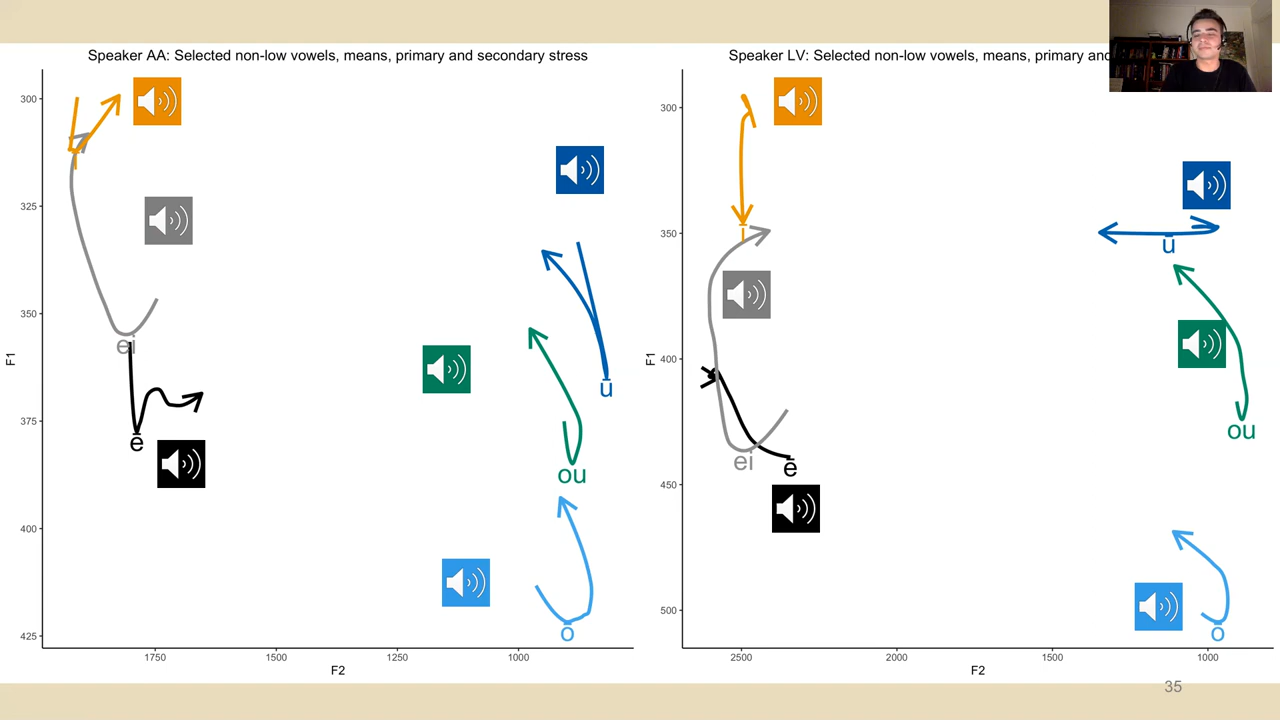 Speaker AA: Selected non-low vowels, means, primary and secondary stress
300
325
350
375
400
425
F1
1750
1500
1250
1000
F2
ī
ei
ē
ū
ou
ō
Speaker LV: Selected non-low vowels, means, primary and
300
350
400
450
500
F1
2500
2000
1500
1000
F2
ī
ei
ē
ū
ou
ō
35